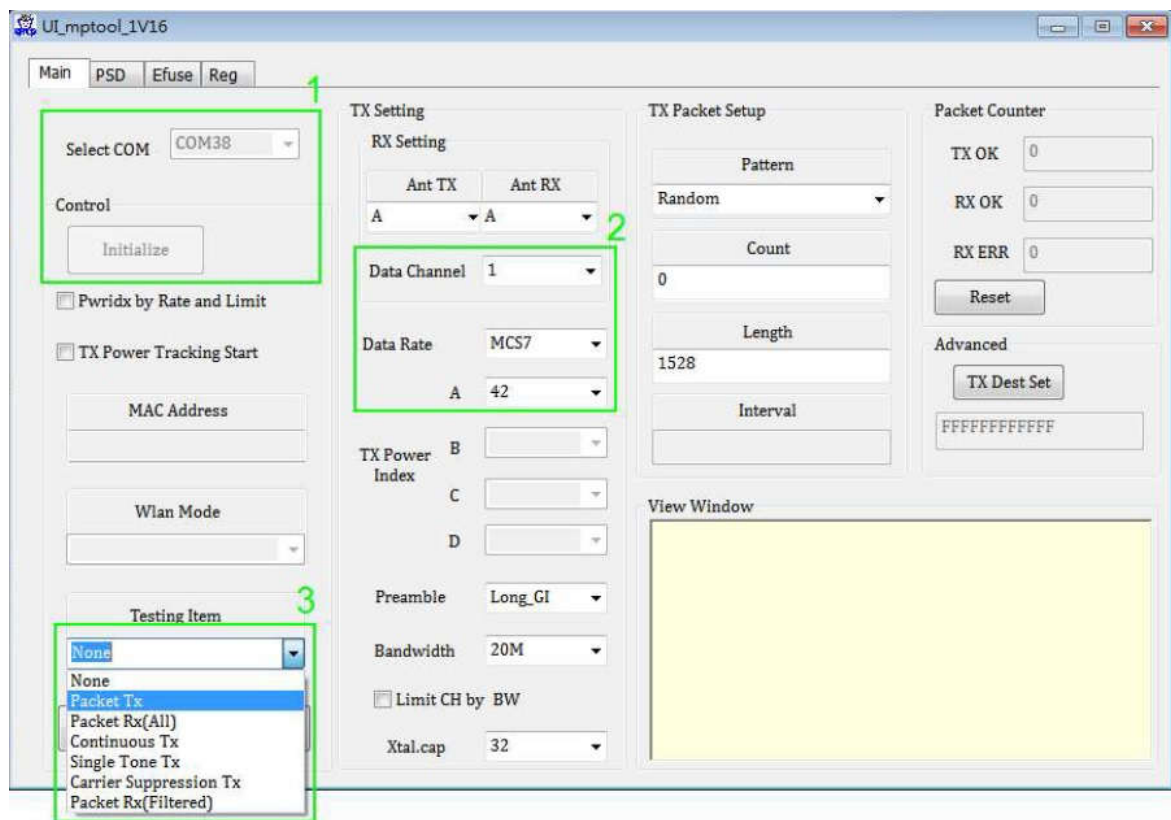 UI_mptool_1V16
Main PSD Efuse Reg
1
Select COM COM38
Control
Initialize
Pwridx by Rate and Limit
TX Power Tracking Start
MAC Address
Wlan Mode
3
Testing Item
None
None
Packet Tx
Packet Rx(All)
Continuous Tx
Single Tone Tx
Carrier Suppression Tx
Packet Rx(Filtered)
TX Setting
RX Setting
Ant TX Ant RX
A A
2
Data Channel 1
Data Rate MCS7
A 42
TX Power Index
B
C
D
Preamble Long_GI
Bandwidth 20M
Limit CH by BW
Xtal.cap 32
TX Packet Setup
Pattern
Random
Count
0
Length
1528
Interval
Packet Counter
TX OK 0
RX OK 0
RX ERR 0
Reset
Advanced
TX Dest Set
FFFFFFFFFFFF
View Window